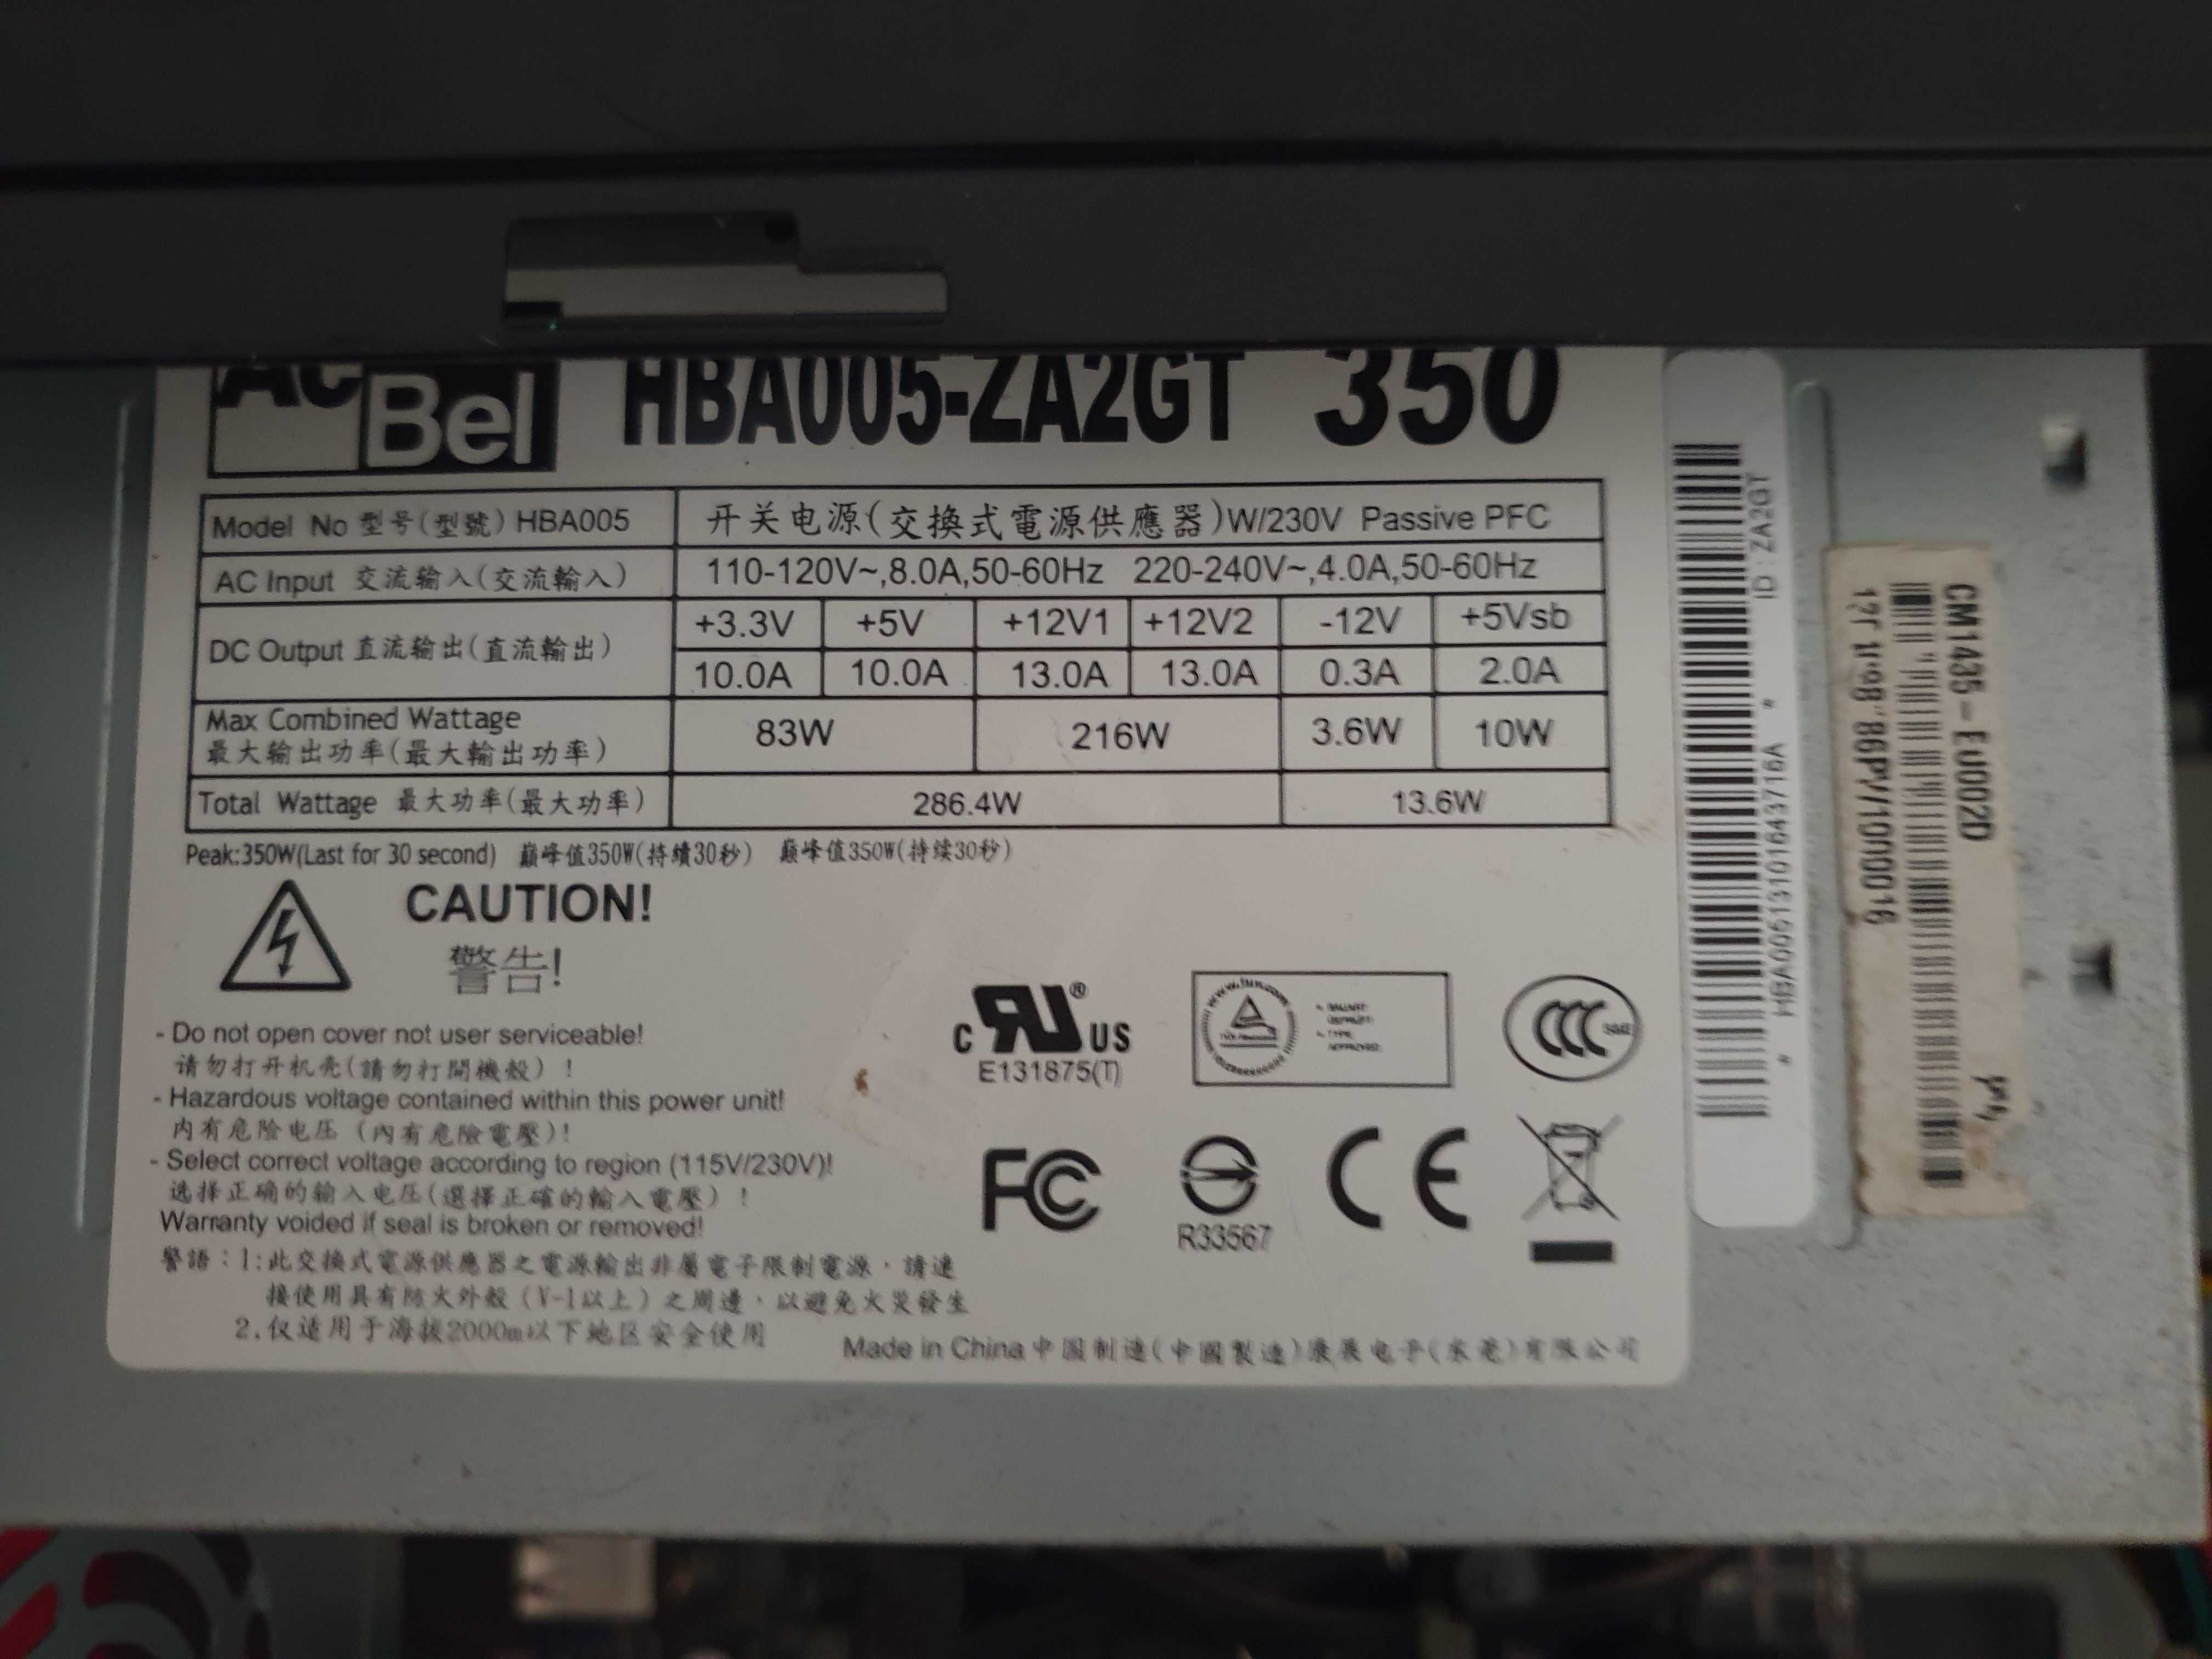 AcBel HBA005-ZA2GT 350
Model No 型号(型號) HBA005 开关电源(交換式電源供應器)W/230V Passive PFC
AC Input 交流输入(交流輸入) 110-120V~,8.0A,50-60Hz 220-240V~,4.0A,50-60Hz
DC Output 直流输出(直流輸出) +3.3V +5V +12V1 +12V2 -12V +5Vsb
10.0A 10.0A 13.0A 13.0A 0.3A 2.0A
Max Combined Wattage
最大输出功率(最大輸出功率) 83W 216W 3.6W 10W
Total Wattage 最大功率(最大功率) 286.4W 13.6W
Peak:350W(Last for 30 second) 巔峰值350W(持續30秒) 巅峰值350W(持续30秒)
CAUTION!
警告!
- Do not open cover not user serviceable!
请勿打开机壳(請勿打開機殼)!
- Hazardous voltage contained within this power unit!
内有危险电压 (內有危險電壓)!
- Select correct voltage according to region (115V/230V)!
选择正确的输入电压(選擇正確的輸入電壓)!
Warranty voided if seal is broken or removed!
警語:1:此交換式電源供應器之電源輸出非屬電子限制電源,請連
接使用具有防火外殼(V-1以上)之周邊,以避免火災發生
2.仅适用于海拔2000m以下地区安全使用
c RU ® US
E131875(T)
www.tuv.com
TYPE
APPROVED
CCC S&E
FC
R33567
CE
Made in China 中国制造(中國製造)康展电子(东莞)有限公司
ID:ZA2GT
* HBA00513101643716A *
CM1435-EU002D